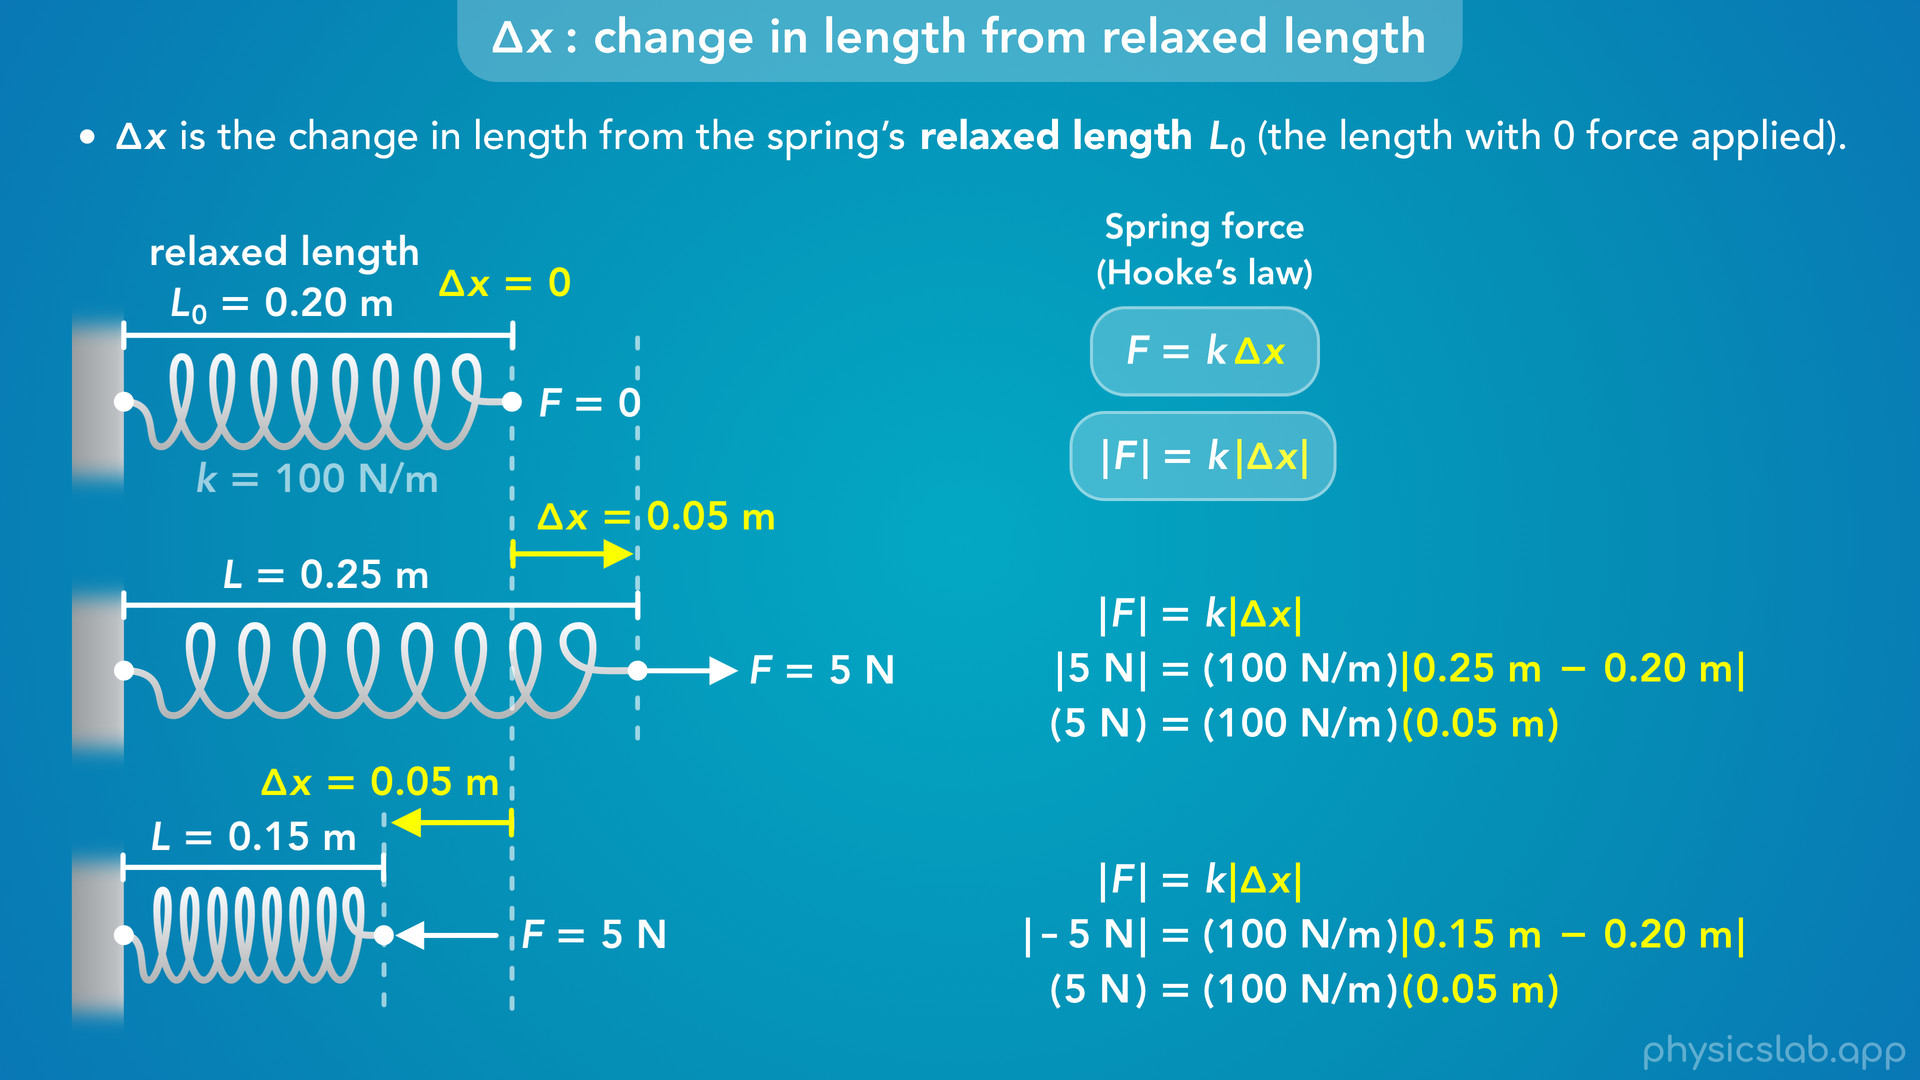 Δx : change in length from relaxed length
• Δx is the change in length from the spring’s relaxed length L₀ (the length with 0 force applied).
relaxed length
L₀ = 0.20 m
Δx = 0
F = 0
k = 100 N/m
Δx = 0.05 m
L = 0.25 m
F = 5 N
Δx = 0.05 m
L = 0.15 m
F = 5 N
Spring force
(Hooke’s law)
F = k Δx
|F| = k|Δx|
|F| = k|Δx|
|5 N| = (100 N/m)|0.25 m − 0.20 m|
(5 N) = (100 N/m)(0.05 m)
|F| = k|Δx|
|-5 N| = (100 N/m)|0.15 m − 0.20 m|
(5 N) = (100 N/m)(0.05 m)
physicslab.app